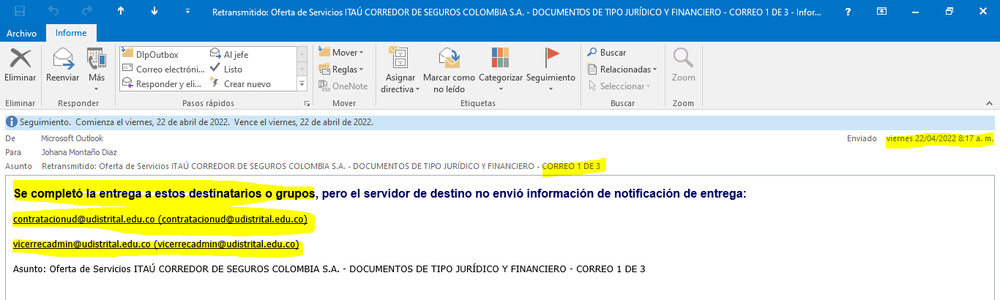 Retransmitido: Oferta de Servicios ITAÚ CORREDOR DE SEGUROS COLOMBIA S.A. - DOCUMENTOS DE TIPO JURÍDICO Y FINANCIERO - CORREO 1 DE 3 - Infor...
?
Archivo Informe
DlpOutbox Al jefe Mover Buscar
Correo electróni... Listo Reglas Relacionadas
Eliminar Reenviar Más Responder y eli... Crear nuevo OneNote Asignar directiva Marcar como no leído Categorizar Seguimiento Seleccionar Zoom
Eliminar Responder Pasos rápidos Mover Etiquetas Buscar Zoom
Seguimiento. Comienza el viernes, 22 de abril de 2022. Vence el viernes, 22 de abril de 2022.
De Microsoft Outlook Enviado viernes 22/04/2022 8:17 a. m.
Para Johana Montaño Diaz
Asunto Retransmitido: Oferta de Servicios ITAÚ CORREDOR DE SEGUROS COLOMBIA S.A. - DOCUMENTOS DE TIPO JURÍDICO Y FINANCIERO - CORREO 1 DE 3
Se completó la entrega a estos destinatarios o grupos, pero el servidor de destino no envió información de notificación de entrega:
contratacionud@udistrital.edu.co (contratacionud@udistrital.edu.co)
vicerrecadmin@udistrital.edu.co (vicerrecadmin@udistrital.edu.co)
Asunto: Oferta de Servicios ITAÚ CORREDOR DE SEGUROS COLOMBIA S.A. - DOCUMENTOS DE TIPO JURÍDICO Y FINANCIERO - CORREO 1 DE 3